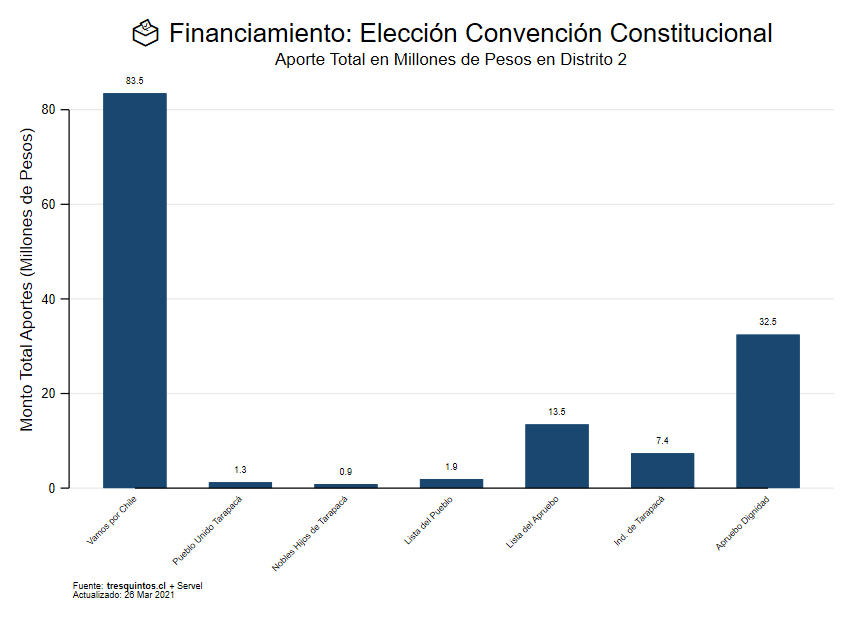 Financiamiento: Elección Convención Constitucional
Aporte Total en Millones de Pesos en Distrito 2
Monto Total Aportes (Millones de Pesos)
80
60
40
20
0
83.5
1.3
0.9
1.9
13.5
7.4
32.5
Vamos por Chile
Pueblo Unido Tarapacá
Nobles Hijos de Tarapacá
Lista del Pueblo
Lista del Apruebo
Ind. de Tarapacá
Apruebo Dignidad
Fuente: tresquintos.cl + Servel
Actualizado: 26 Mar 2021